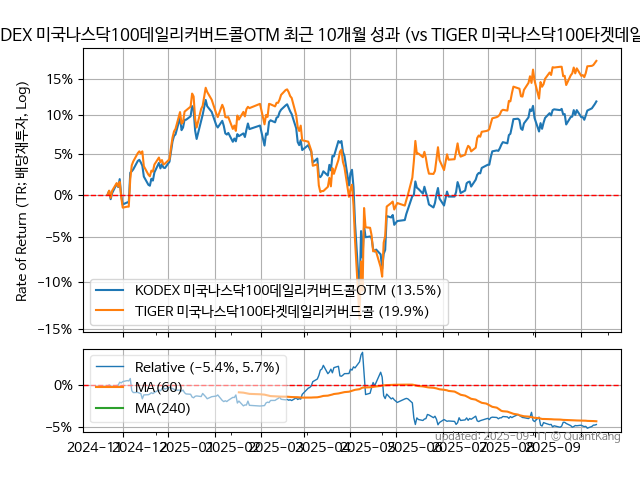 DEX 미국나스닥100데일리커버드콜OTM 최근 10개월 성과 (vs TIGER 미국나스닥100타겟데일
Rate of Return (TR: 배당재투자, Log)
15%
10%
5%
0%
−5%
−10%
−15%
KODEX 미국나스닥100데일리커버드콜OTM (13.5%)
TIGER 미국나스닥100타겟데일리커버드콜 (19.9%)
0%
−5%
Relative (−5.4%, 5.7%)
MA(60)
MA(240)
2024-11 2024-12 2025-01 2025-02 2025-03 2025-04 2025-05 2025-06 2025-07 2025-08 2025-09
updated: 2025-09-11 © QuantKang